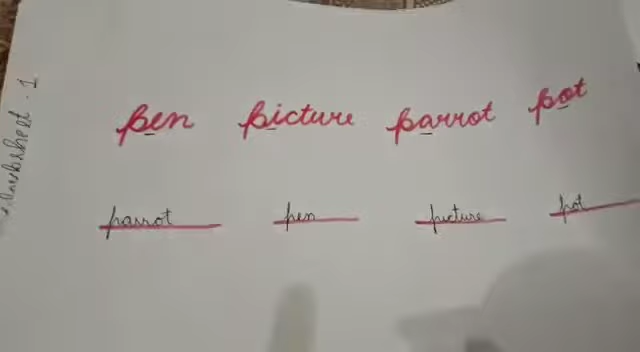 Worksheet - 1
pen picture parrot pot
parrot pen picture pot